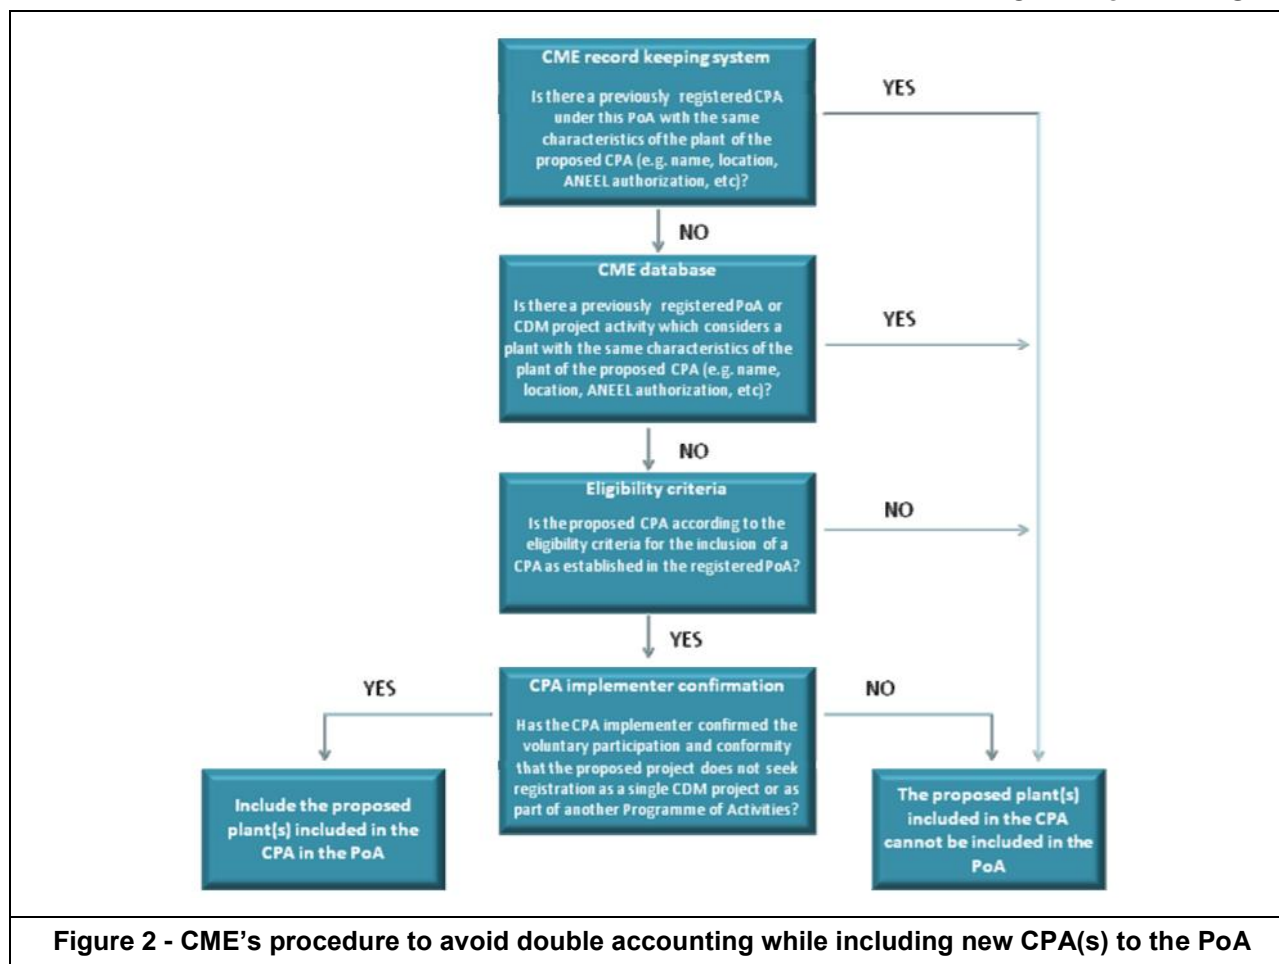 CME record keeping system
Is there a previously registered CPA
under this PoA with the same
characteristics of the plant of the
proposed CPA (e.g. name, location,
ANEEL authorization, etc)?
YES
NO
CME database
Is there a previously registered PoA or
CDM project activity which considers a
plant with the same characteristics of the
plant of the proposed CPA (e.g. name,
location, ANEEL authorization, etc)?
YES
NO
Eligibility criteria
Is the proposed CPA according to the
eligibility criteria for the inclusion of a
CPA as established in the registered PoA?
NO
YES
CPA implementer confirmation
Has the CPA implementer confirmed the
voluntary participation and conformity
that the proposed project does not seek
registration as a single CDM project or as
part of another Programme of Activities?
YES
NO
Include the proposed
plant(s) included in the
CPA in the PoA
The proposed plant(s)
included in the CPA
cannot be included in the
PoA
Figure 2 - CME’s procedure to avoid double accounting while including new CPA(s) to the PoA